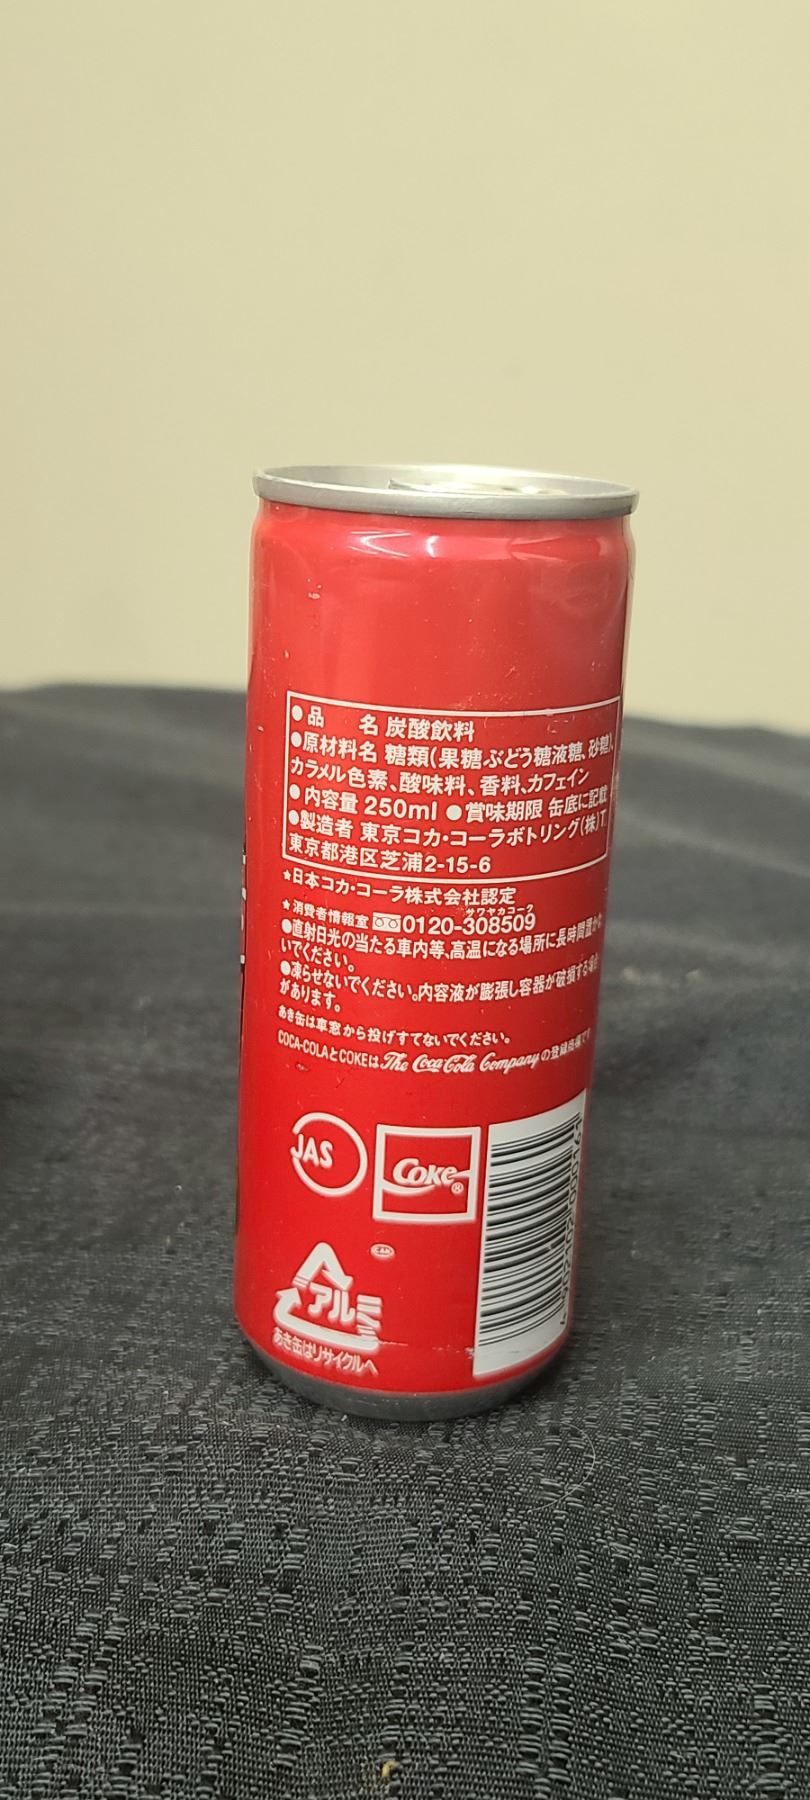 ●品　名 炭酸飲料
●原材料名 糖類(果糖ぶどう糖液糖、砂糖)、
カラメル色素、酸味料、香料、カフェイン
●内容量 250ml ●賞味期限 缶底に記載
●製造者 東京コカ・コーラボトリング(株)T
東京都港区芝浦2-15-6
★日本コカ・コーラ株式会社認定
サワヤカコーク
★消費者情報室 0120-308509
●直射日光の当たる車内等、高温になる場所に長時間置かな
いでください。
●凍らせないでください。内容液が膨張し容器が破損する場合
があります。
あき缶は車窓から投げすてないでください。
COCA-COLAとCOKEは、The Coca-Cola Companyの登録商標です
JAS
Coke®
アルミ
あき缶はリサイクルへ